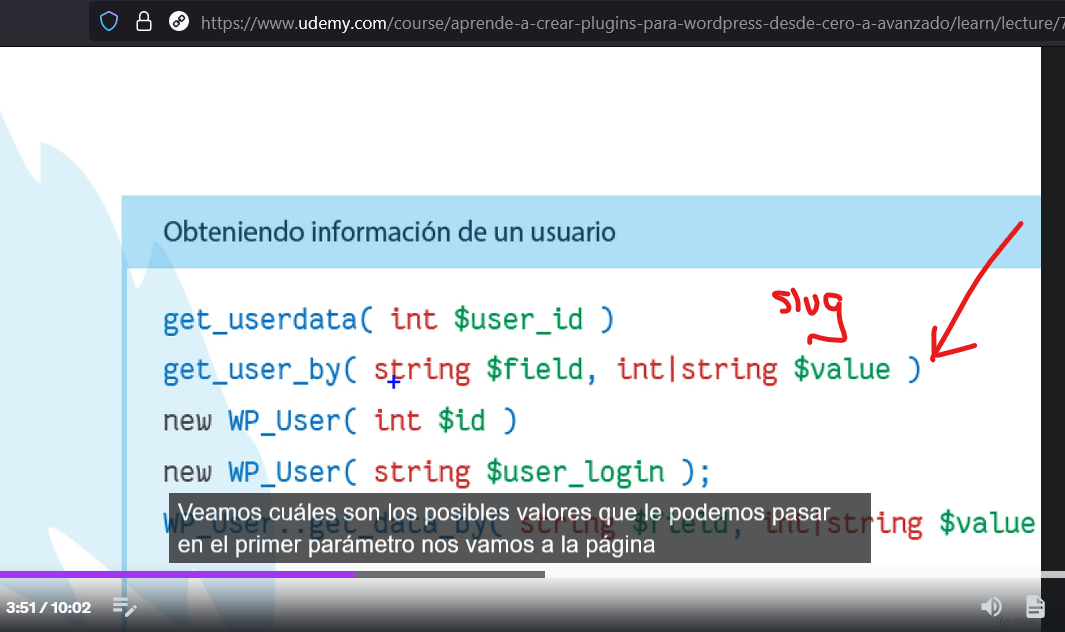 https://www.udemy.com/course/aprende-a-crear-plugins-para-wordpress-desde-cero-a-avanzado/learn/lecture/7
Obteniendo información de un usuario
slug
get_userdata( int $user_id )
get_user_by( string $field, int|string $value )
new WP_User( int $id )
new WP_User( string $user_login );
WP_User::get_data_by( string $field, int|string $value
Veamos cuáles son los posibles valores que le podemos pasar
en el primer parámetro nos vamos a la página
3:51 / 10:02